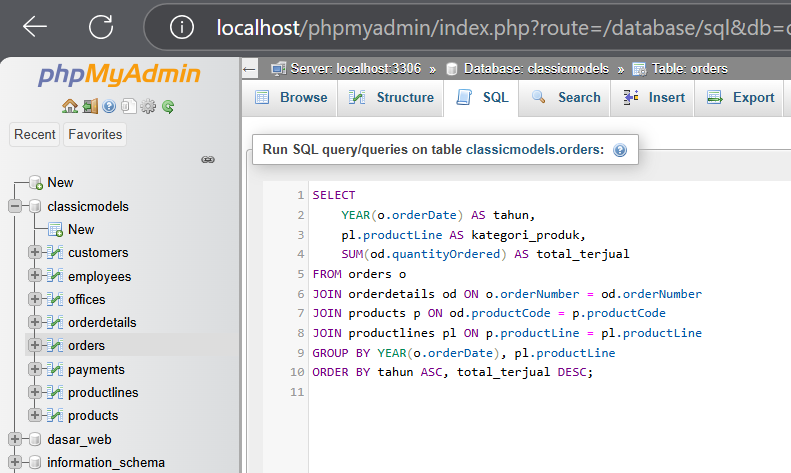 localhost/phpmyadmin/index.php?route=/database/sql&db=
phpMyAdmin
Recent Favorites
New
classicmodels
New
customers
employees
offices
orderdetails
orders
payments
productlines
products
dasar_web
information_schema
Server: localhost:3306 » Database: classicmodels » Table: orders
Browse Structure SQL Search Insert Export
Run SQL query/queries on table classicmodels.orders:
1 SELECT
2 YEAR(o.orderDate) AS tahun,
3 pl.productLine AS kategori_produk,
4 SUM(od.quantityOrdered) AS total_terjual
5 FROM orders o
6 JOIN orderdetails od ON o.orderNumber = od.orderNumber
7 JOIN products p ON od.productCode = p.productCode
8 JOIN productlines pl ON p.productLine = pl.productLine
9 GROUP BY YEAR(o.orderDate), pl.productLine
10 ORDER BY tahun ASC, total_terjual DESC;
11